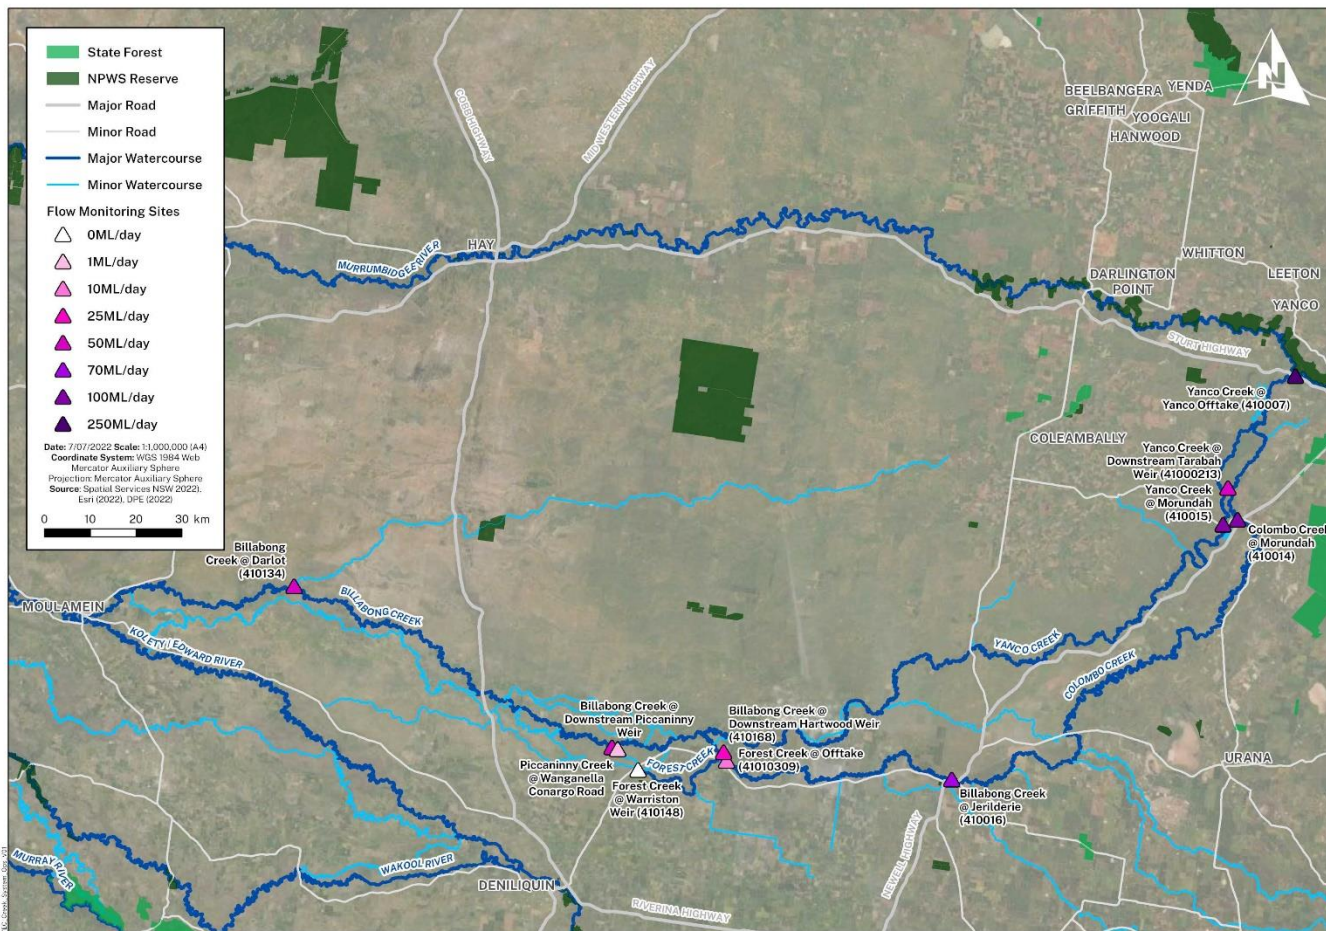 State Forest
NPWS Reserve
Major Road
Minor Road
Major Watercourse
Minor Watercourse
Flow Monitoring Sites
0ML/day
1ML/day
10ML/day
25ML/day
50ML/day
70ML/day
100ML/day
250ML/day
Date: 7/07/2022 Scale: 1:1,000,000 (A4)
Coordinate System: WGS 1984 Web
Mercator Auxiliary Sphere
Projection: Mercator Auxiliary Sphere
Source: Spatial Services NSW 2022).
Esri (2022), DPE (2022)
0 10 20 30 km
N
COBB HIGHWAY
MID WESTERN HIGHWAY
BEELBANGERA
YENDA
GRIFFITH
YOOGALI
HANWOOD
HAY
MURRUMBIDGEE RIVER
WHITTON
DARLINGTON
POINT
LEETON
YANCO
STURT HIGHWAY
Yanco Creek @
Yanco Offtake (410007)
COLEAMBALLY
Yanco Creek @
Downstream Tarabah
Weir (41000213)
Yanco Creek
@ Morundah
(410015)
Colombo Creek
@ Morundah
(410014)
Billabong
Creek @ Darlot
(410134)
MOULAMEIN
BILLABONG CREEK
KOLETY / EDWARD RIVER
YANCO CREEK
COLOMBO CREEK
Billabong Creek @
Downstream Piccaninny
Weir
Billabong Creek @
Downstream Hartwood Weir
(410168)
FOREST CREEK
Forest Creek @ Offtake
(41010309)
Piccaninny Creek
@ Wanganella
Conargo Road
Forest Creek
@ Warriston
Weir (410148)
Billabong Creek
@ Jerilderie
(410016)
URANA
NEWELL HIGHWAY
MURRAY RIVER
WAKOOL RIVER
DENILIQUIN
RIVERINA HIGHWAY